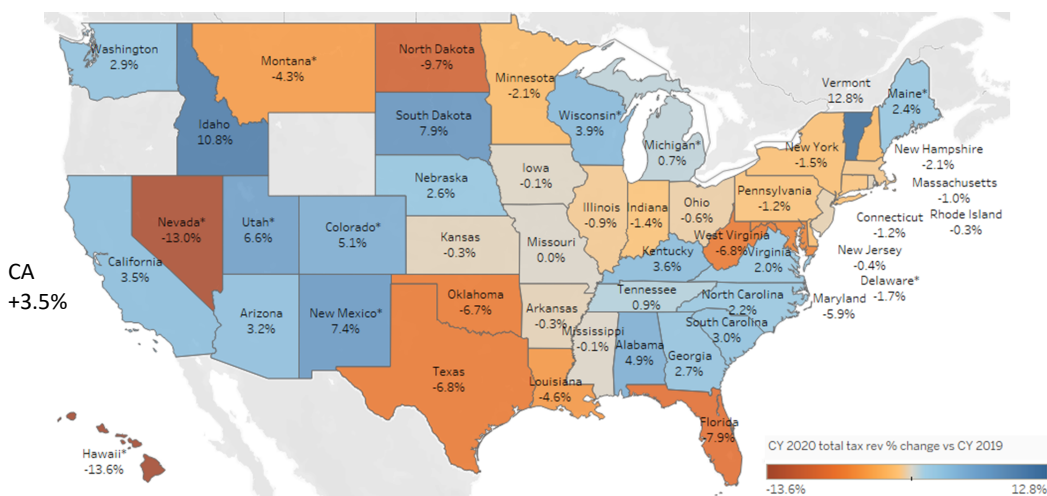 Washington
2.9%
Montana*
-4.3%
North Dakota
-9.7%
Minnesota
-2.1%
Idaho
10.8%
South Dakota
7.9%
Wisconsin*
3.9%
Michigan*
0.7%
Vermont
12.8%
Maine*
2.4%
New York
-1.5%
New Hampshire
-2.1%
Massachusetts
-1.0%
Rhode Island
-0.3%
Connecticut
-1.2%
New Jersey
-0.4%
Delaware*
-1.7%
Maryland
-5.9%
Nebraska
2.6%
Iowa
-0.1%
Illinois
-0.9%
Indiana
-1.4%
Ohio
-0.6%
Pennsylvania
-1.2%
Nevada*
-13.0%
Utah*
6.6%
Colorado*
5.1%
Kansas
-0.3%
Missouri
0.0%
Kentucky
3.6%
West Virginia
-6.8%
Virginia
2.0%
California
3.5%
CA
+3.5%
Arizona
3.2%
New Mexico*
7.4%
Oklahoma
-6.7%
Arkansas
-0.3%
Tennessee
0.9%
North Carolina
2.2%
South Carolina
3.0%
Mississippi
-0.1%
Alabama
4.9%
Georgia
2.7%
Texas
-6.8%
Louisiana
-4.6%
Florida
-7.9%
Hawaii*
-13.6%
CY 2020 total tax rev % change vs CY 2019
-13.6%
12.8%